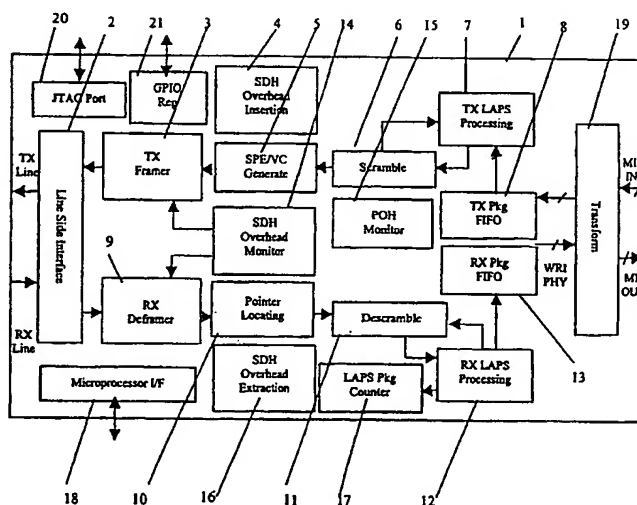 20 2 21 3 14 4 5 6 15 7 1 8 19
JTAG Port
GPIO
Rep
SDH
Overhead
Insertion
TX LAPS
Processing
TX
Line
TX
Framer
SPE/VC
Generate
Scramble
Line Side Interface
TX Pkg
FIFO
Transform
IN
POH
Monitor
SDH
Overhead
Monitor
9
RX Pkg
FIFO
WRI
PHY
OUT
RX
Line
RX
Deframer
Pointer
Locating
Descramble
13
Microprocessor I/F
SDH
Overhead
Extraction
LAPS Pkg
Counter
RX LAPS
Processing
18 10 16 11 17 12